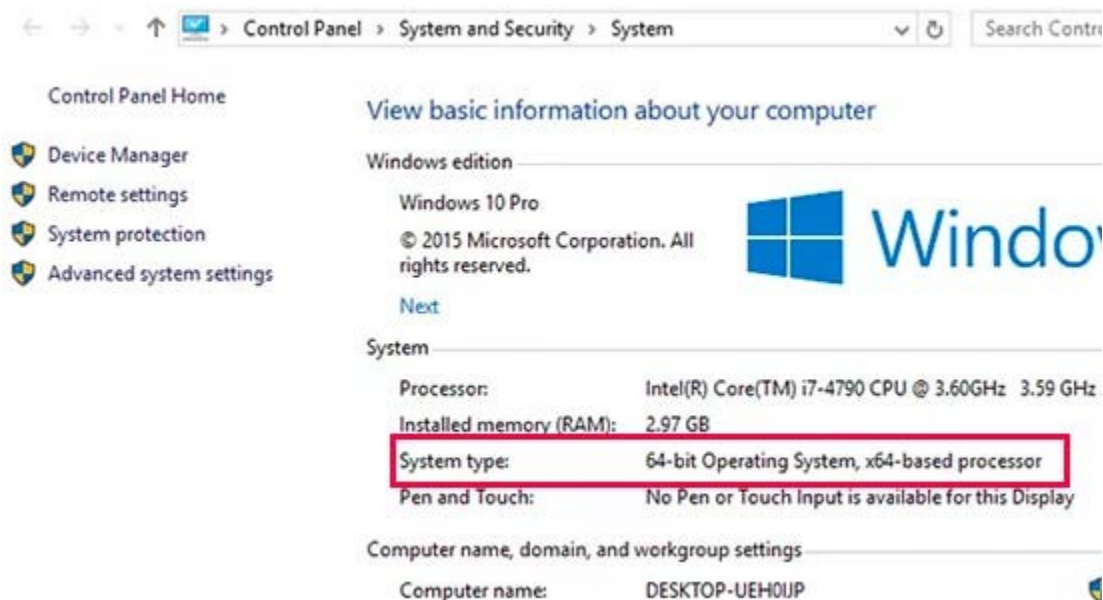 Control Panel > System and Security > System
Search Contr
Control Panel Home
Device Manager
Remote settings
System protection
Advanced system settings
View basic information about your computer
Windows edition
Windows 10 Pro
© 2015 Microsoft Corporation. All
rights reserved.
Next
Windo
System
Processor: Intel(R) Core(TM) i7-4790 CPU @ 3.60GHz 3.59 GHz
Installed memory (RAM): 2.97 GB
System type: 64-bit Operating System, x64-based processor
Pen and Touch: No Pen or Touch Input is available for this Display
Computer name, domain, and workgroup settings
Computer name: